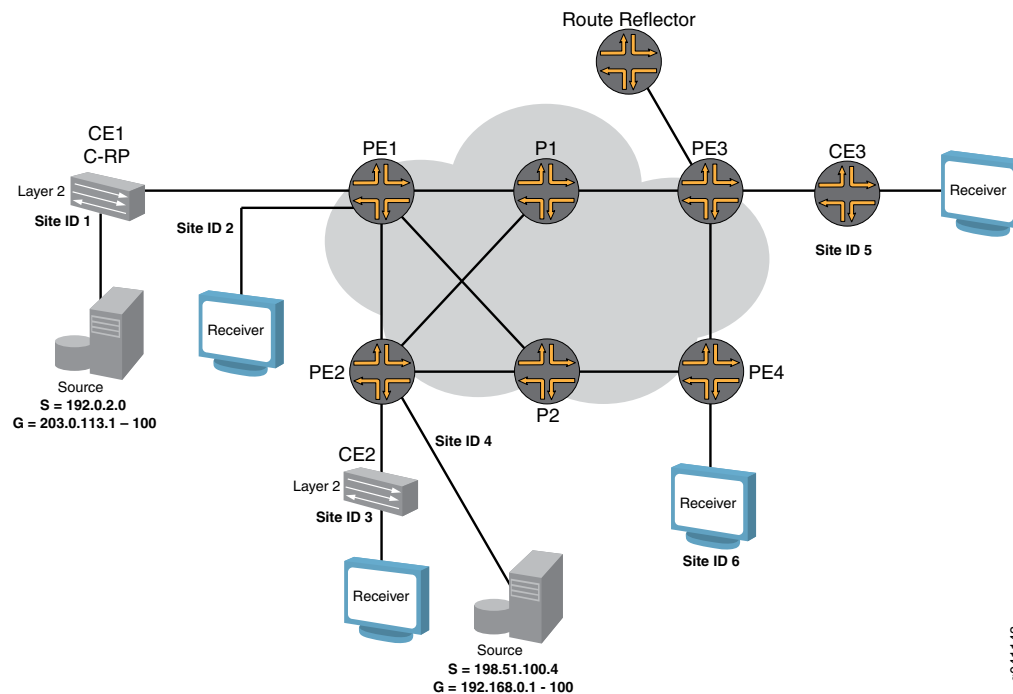 Route Reflector
CE1
C-RP
PE1
P1
PE3
CE3
Layer 2
Site ID 1
Site ID 2
Receiver
Site ID 5
Receiver
Source
S = 192.0.2.0
G = 203.0.113.1 – 100
PE2
P2
PE4
Site ID 4
CE2
Layer 2
Site ID 3
Receiver
Site ID 6
Receiver
Source
S = 198.51.100.4
G = 192.168.0.1 - 100